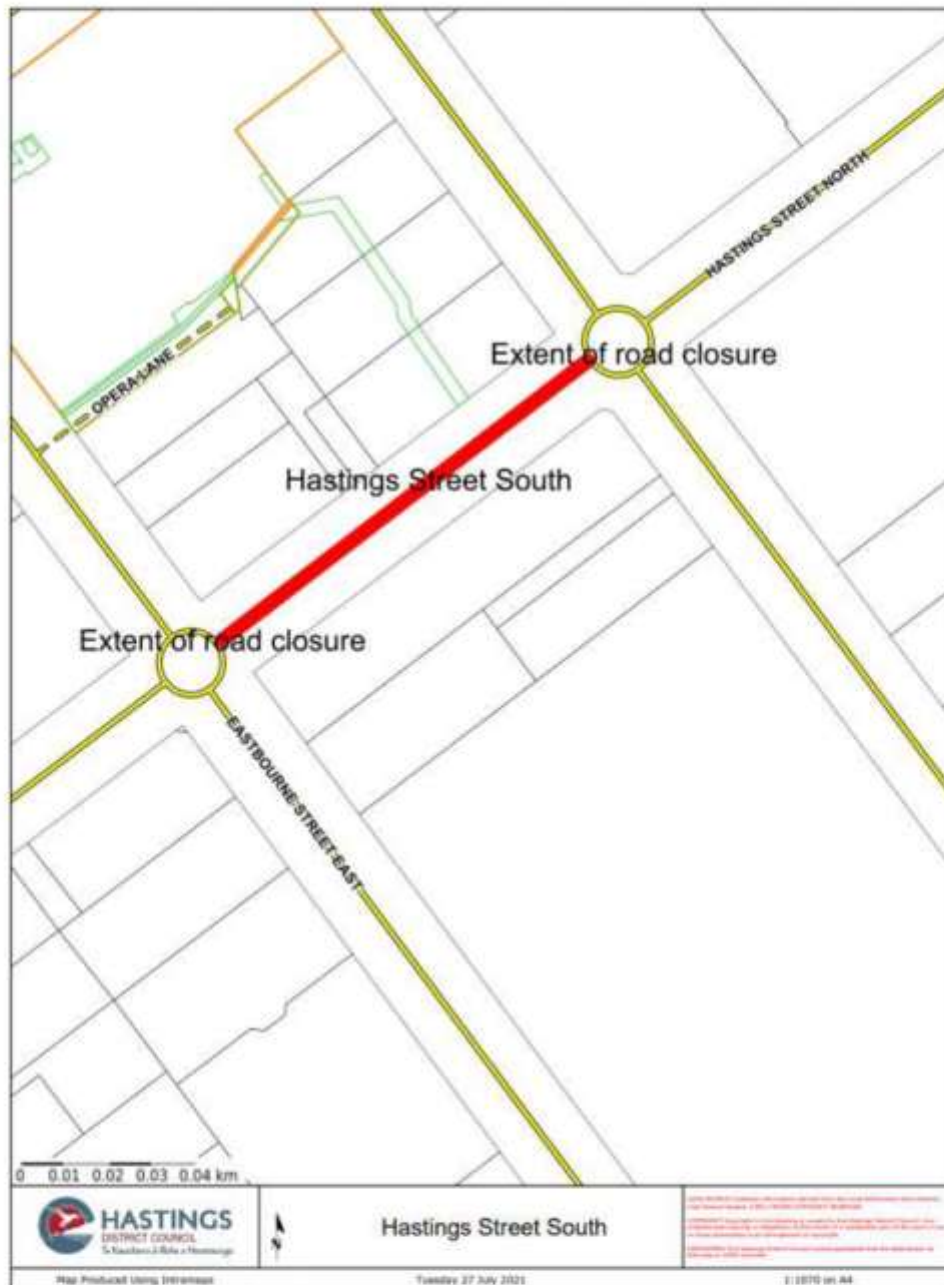 HASTINGS STREET NORTH
Extent of road closure
OPERA LANE
Hastings Street South
Extent of road closure
EASTBOURNE STREET EAST
0 0.01 0.02 0.03 0.04 km
HASTINGS
DISTRICT COUNCIL
Hastings Street South
Map Produced Using IntraMaps
Tuesday 27 July 2021
1:1070 on A4